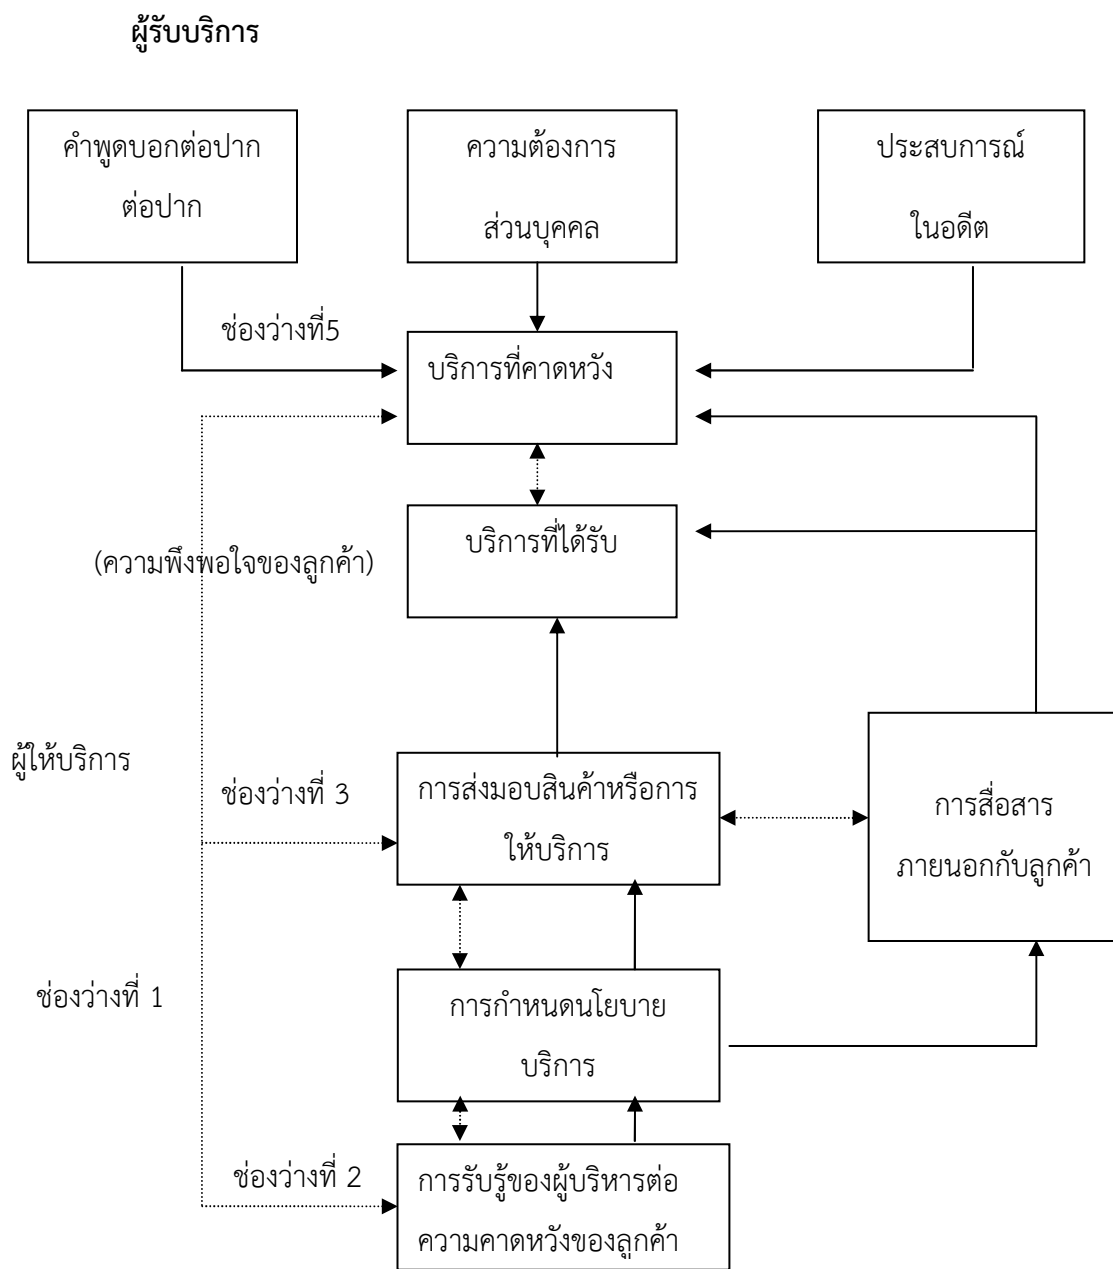 ผู้รับบริการ
คำพูดบอกต่อปาก
ต่อปาก
ความต้องการ
ส่วนบุคคล
ประสบการณ์
ในอดีต
ช่องว่างที่5
บริการที่คาดหวัง
บริการที่ได้รับ
(ความพึงพอใจของลูกค้า)
ผู้ให้บริการ
ช่องว่างที่ 3
การส่งมอบสินค้าหรือการ
ให้บริการ
การสื่อสาร
ภายนอกกับลูกค้า
ช่องว่างที่ 1
การกำหนดนโยบาย
บริการ
ช่องว่างที่ 2
การรับรู้ของผู้บริหารต่อ
ความคาดหวังของลูกค้า